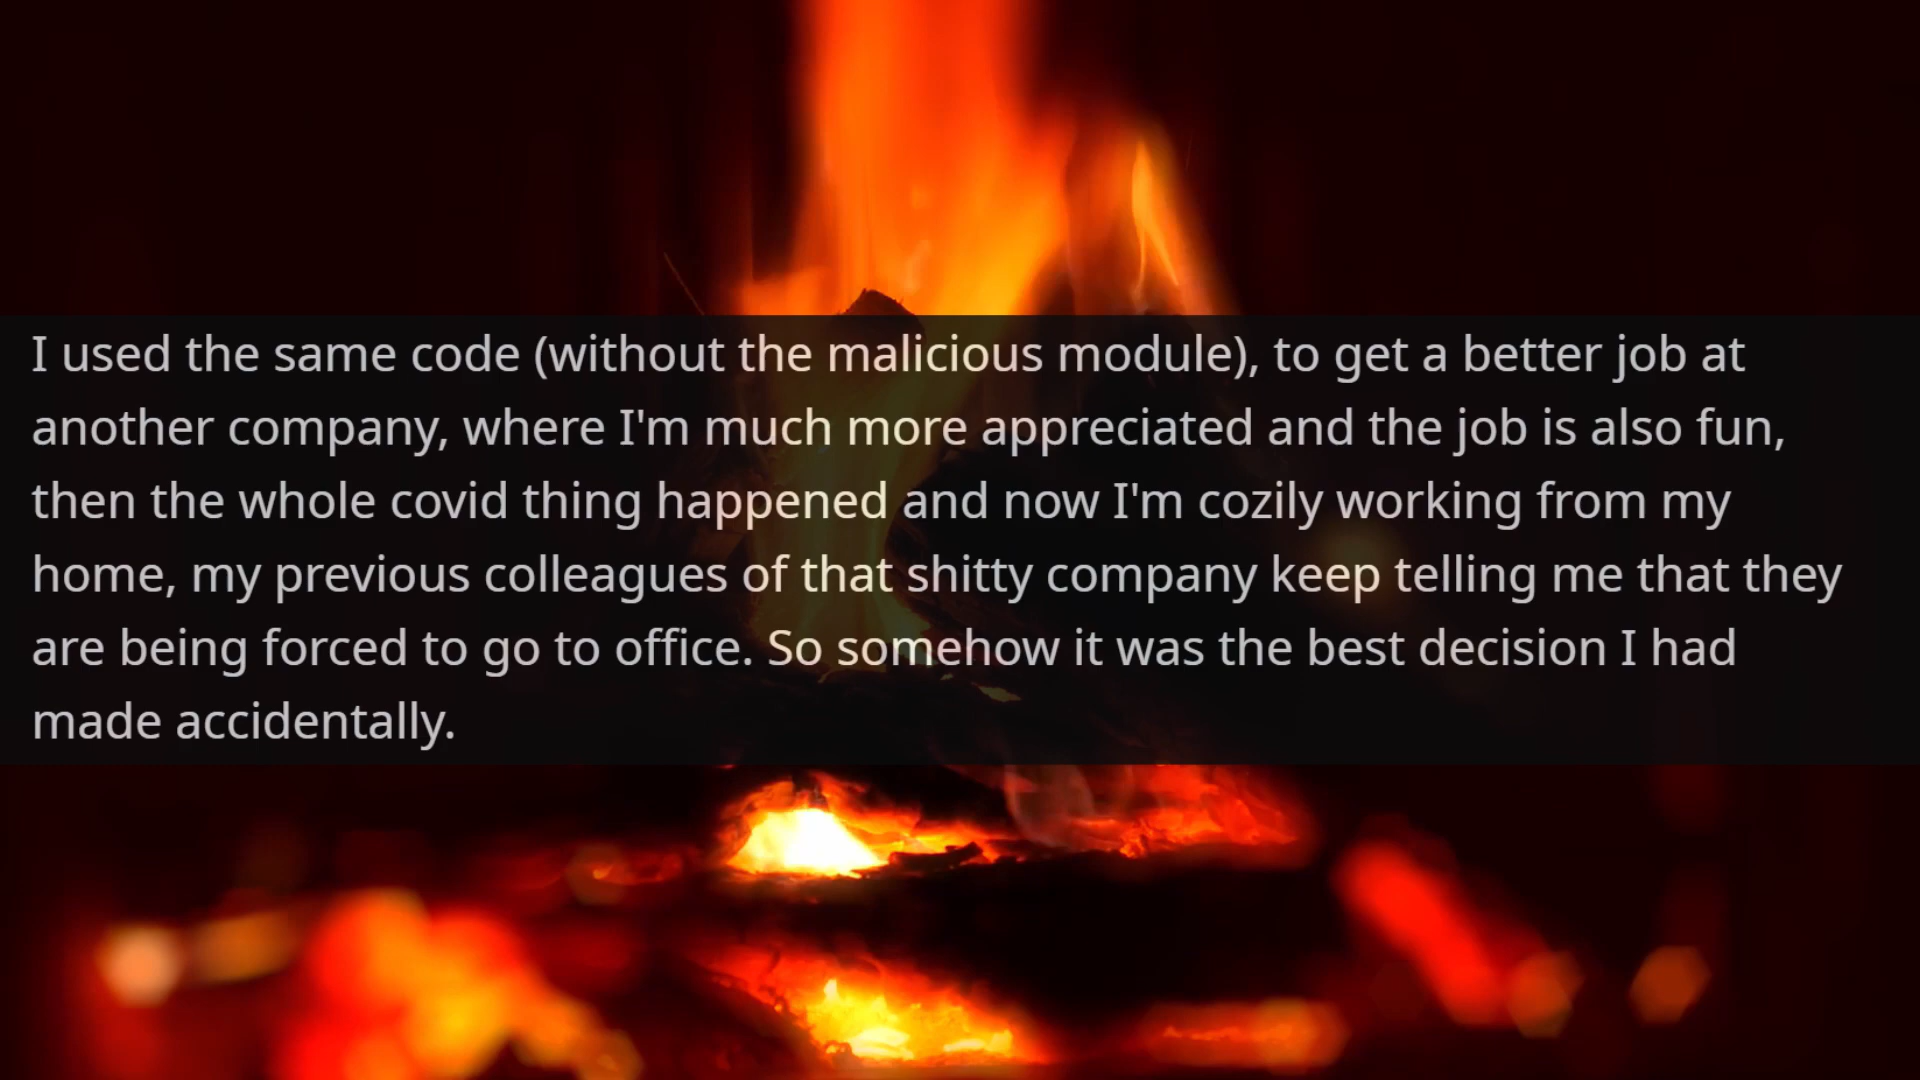 I used the same code (without the malicious module), to get a better job at
another company, where I'm much more appreciated and the job is also fun,
then the whole covid thing happened and now I'm cozily working from my
home, my previous colleagues of that shitty company keep telling me that they
are being forced to go to office. So somehow it was the best decision I had
made accidentally.